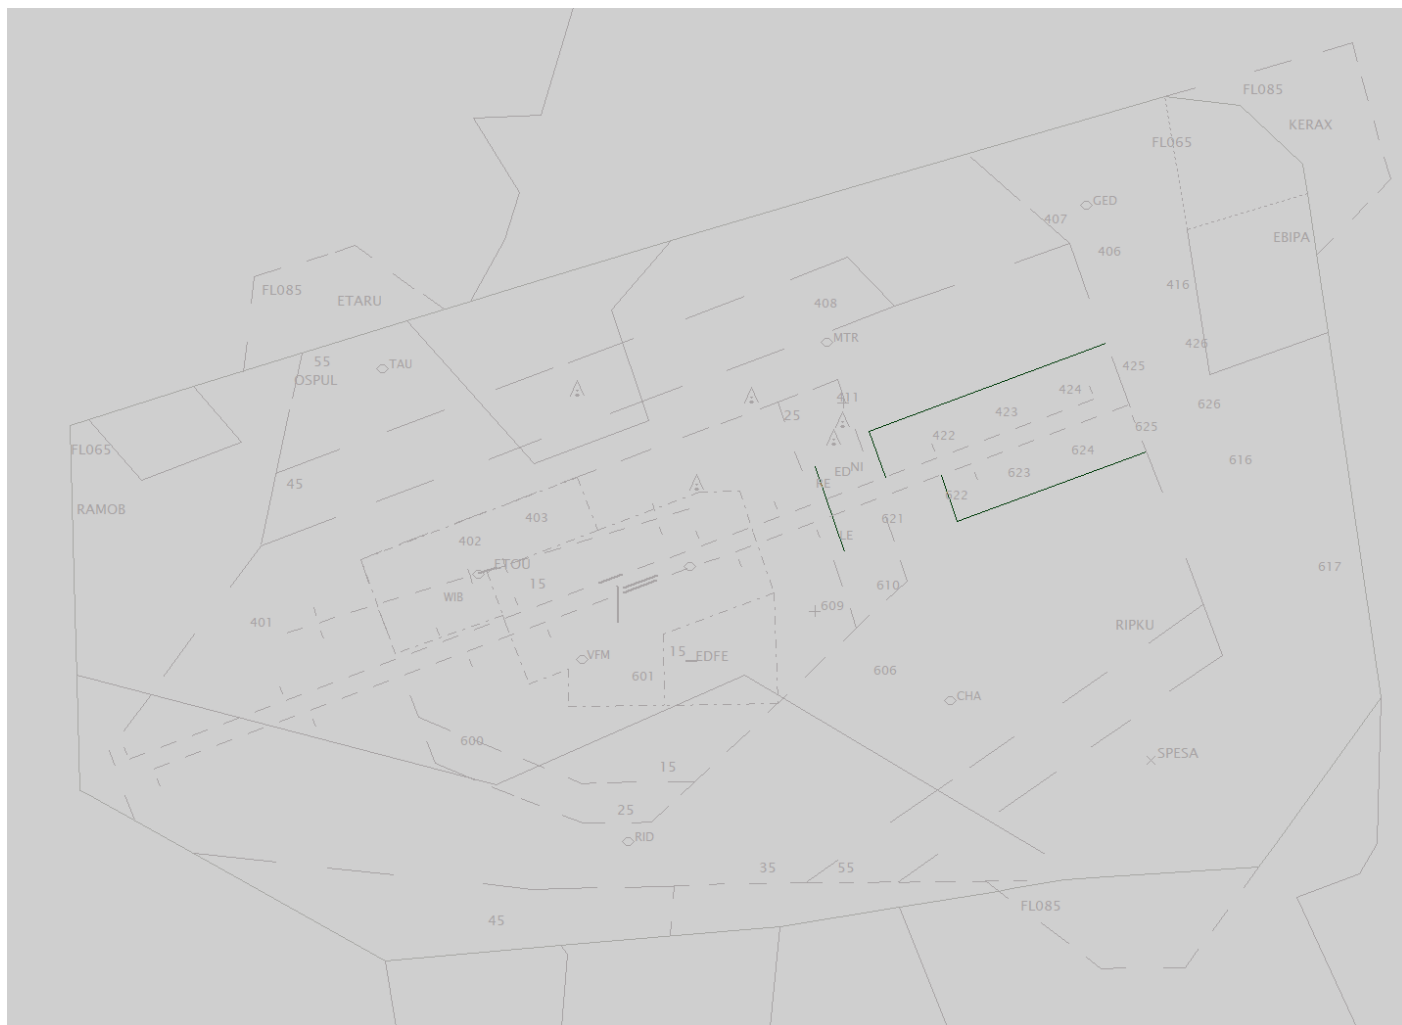 FL085
KERAX
FL065
GED
407
EBIPA
406
416
FL085
ETARU
408
MTR
426
55
TAU
OSPUL
425
424
411
626
423
25
625
422
FL065
624
616
ED NI
623
45
RE
622
RAMOB
403
621
402
LE
ETOU
617
15
610
WIB
609
401
RIPKU
15 EDFE
VFM
606
601
CHA
600
SPESA
15
25
RID
35
55
FL085
45